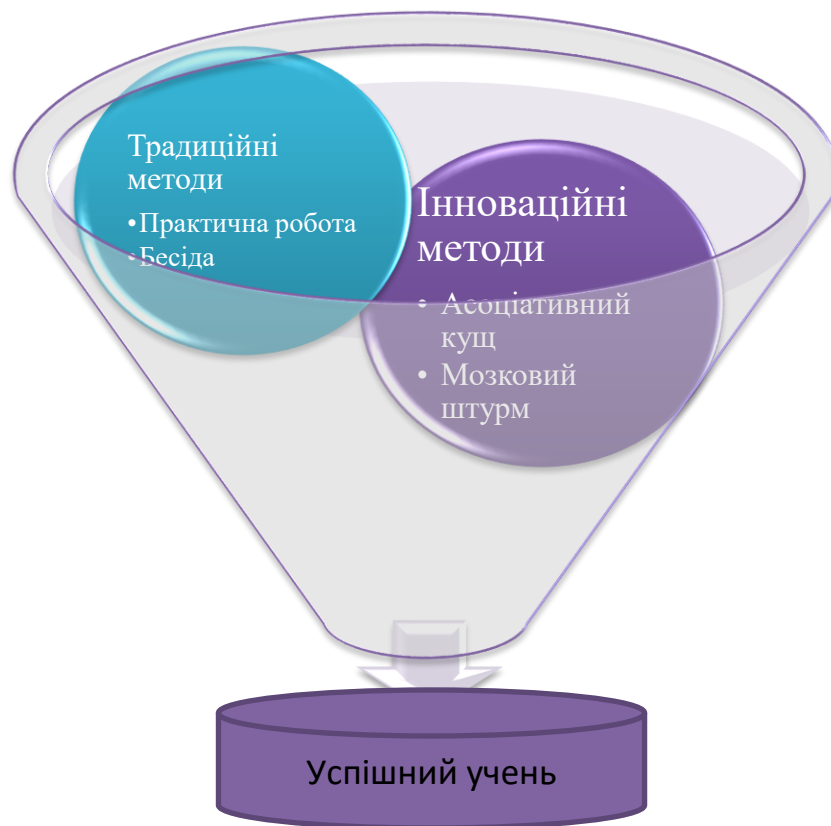 Традиційні
методи
•Практична робота
•Бесіда
Інноваційні
методи
• Асоціативний
кущ
• Мозковий
штурм
Успішний учень